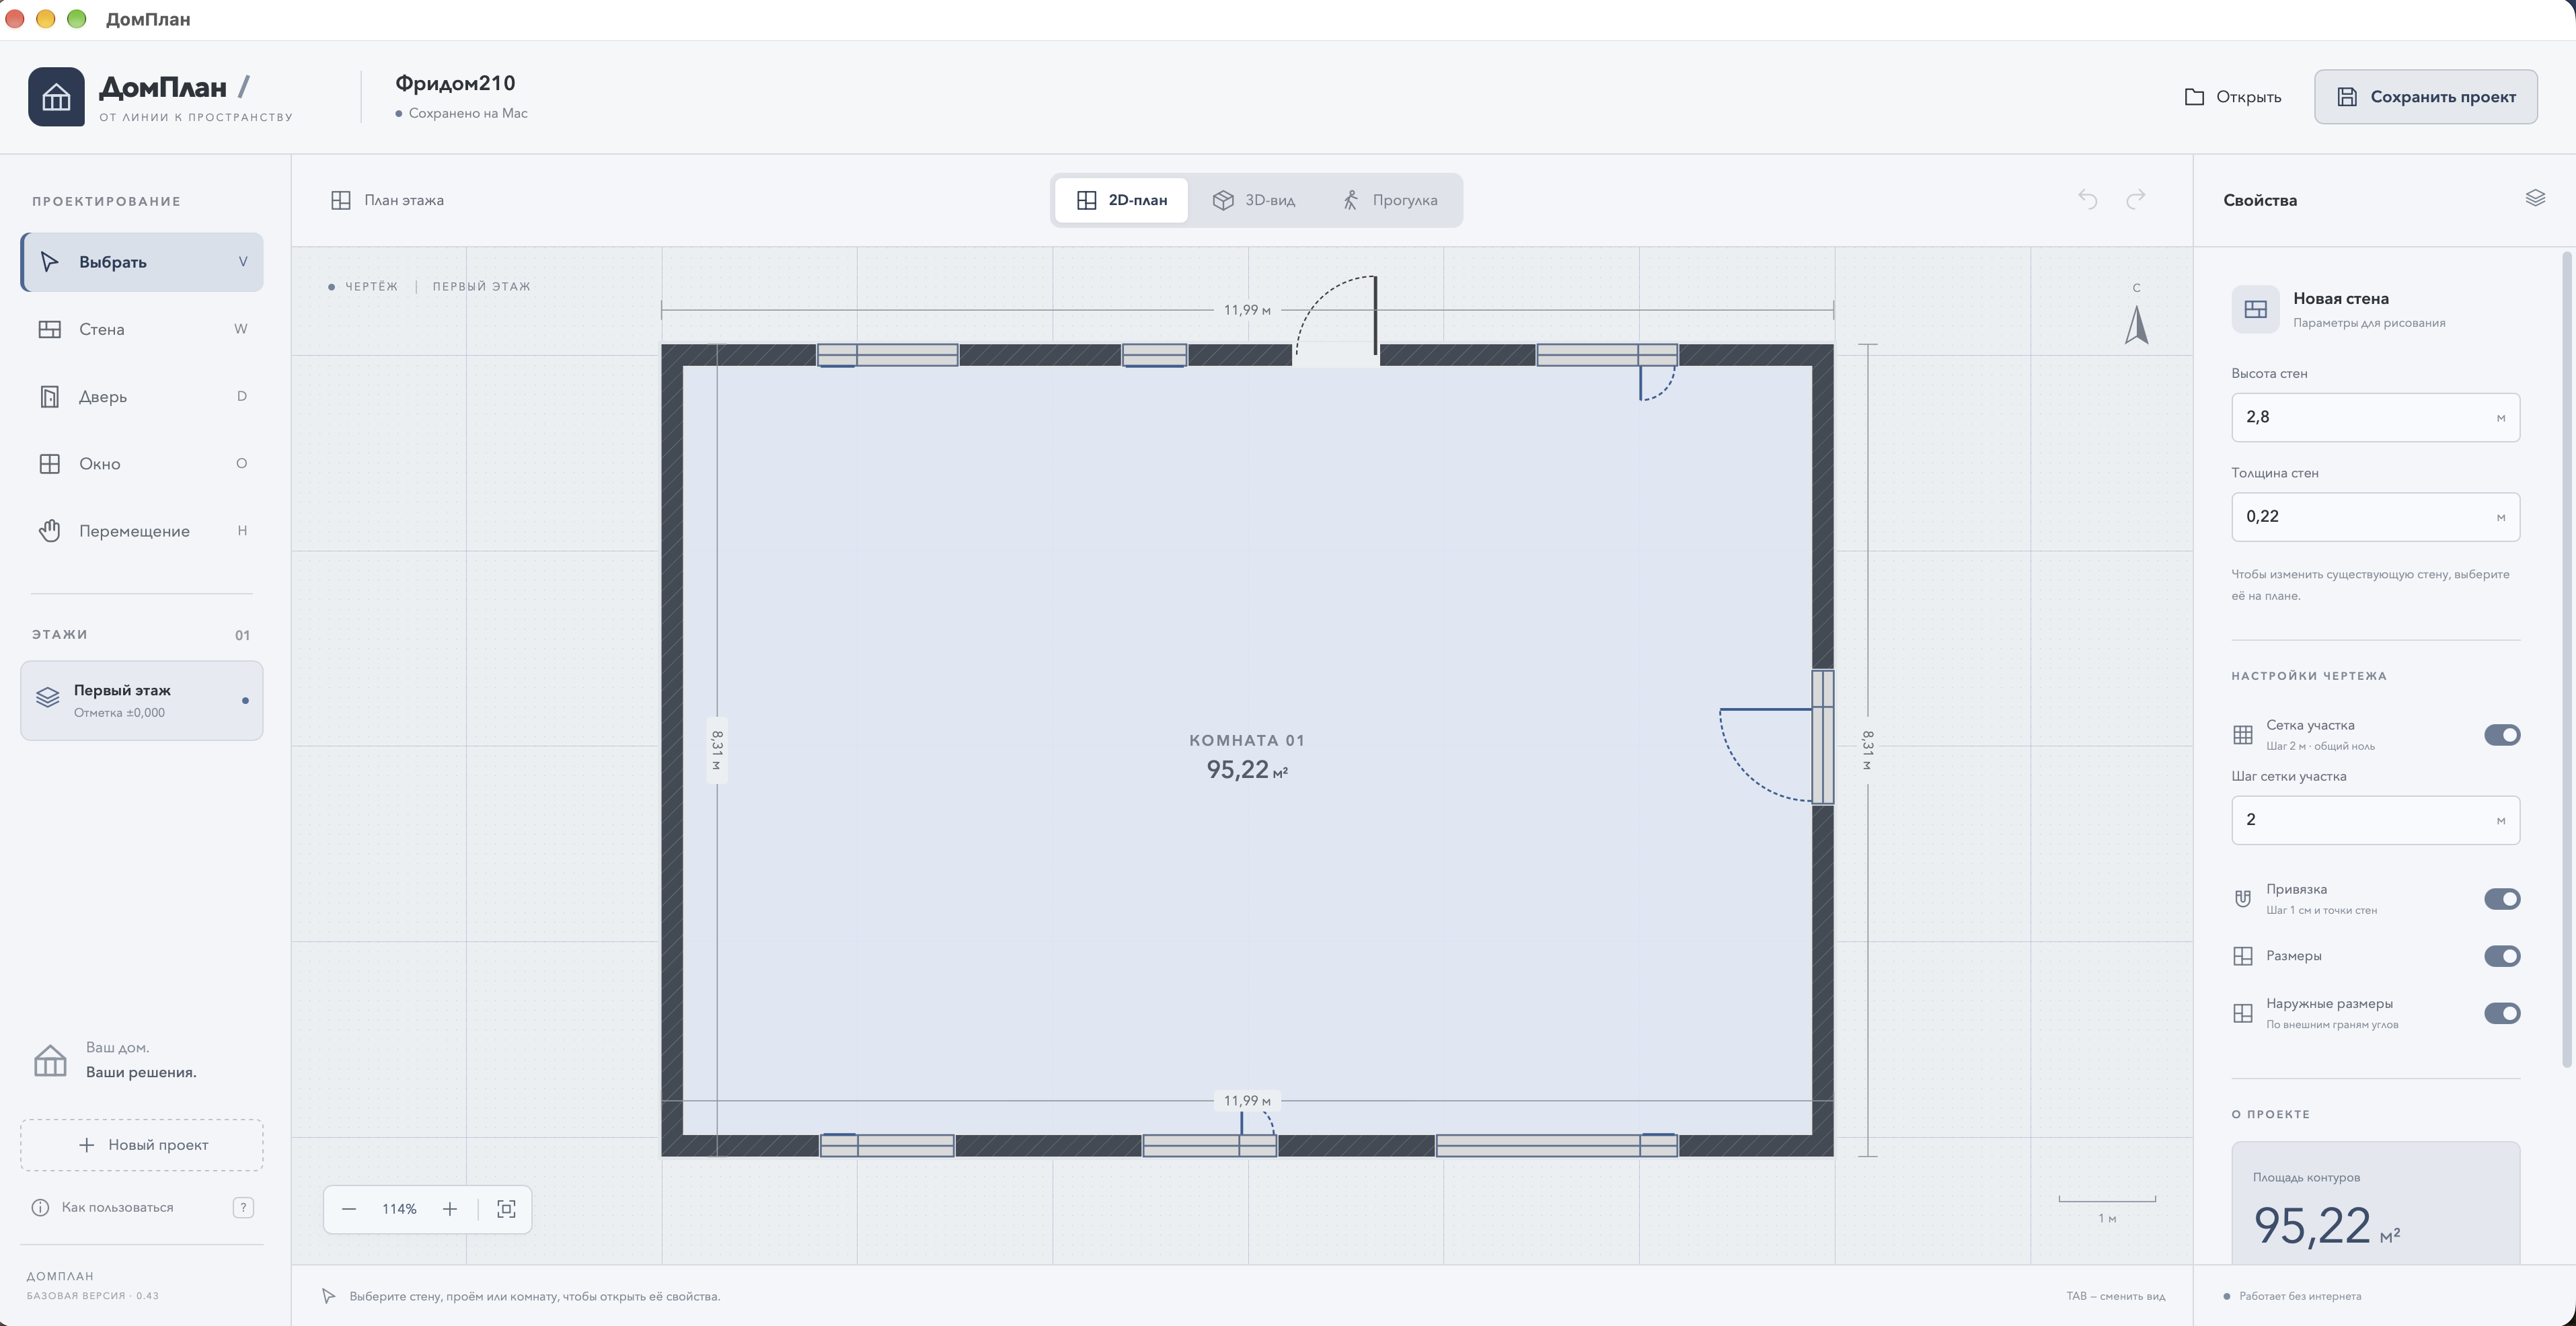 ДомПлан
ДомПлан /
ОТ ЛИНИИ К ПРОСТРАНСТВУ
Фридом210
Сохранено на Mac
Открыть
Сохранить проект
ПРОЕКТИРОВАНИЕ
Выбрать V
Стена W
Дверь D
Окно O
Перемещение H
ЭТАЖИ 01
Первый этаж
Отметка ±0,000
Ваш дом.
Ваши решения.
Новый проект
Как пользоваться ?
ДОМПЛАН
БАЗОВАЯ ВЕРСИЯ · 0.43
План этажа
2D-план
3D-вид
Прогулка
ЧЕРТЁЖ | ПЕРВЫЙ ЭТАЖ
11,99 м
С
8,31 м
КОМНАТА 01
95,22 м²
8,31 м
11,99 м
114%
1 м
Выберите стену, проём или комнату, чтобы открыть её свойства.
TAB – сменить вид
Свойства
Новая стена
Параметры для рисования
Высота стен
2,8 м
Толщина стен
0,22 м
Чтобы изменить существующую стену, выберите
её на плане.
НАСТРОЙКИ ЧЕРТЕЖА
Сетка участка
Шаг 2 м · общий ноль
Шаг сетки участка
2 м
Привязка
Шаг 1 см и точки стен
Размеры
Наружные размеры
По внешним граням углов
О ПРОЕКТЕ
Площадь контуров
95,22 м²
Работает без интернета